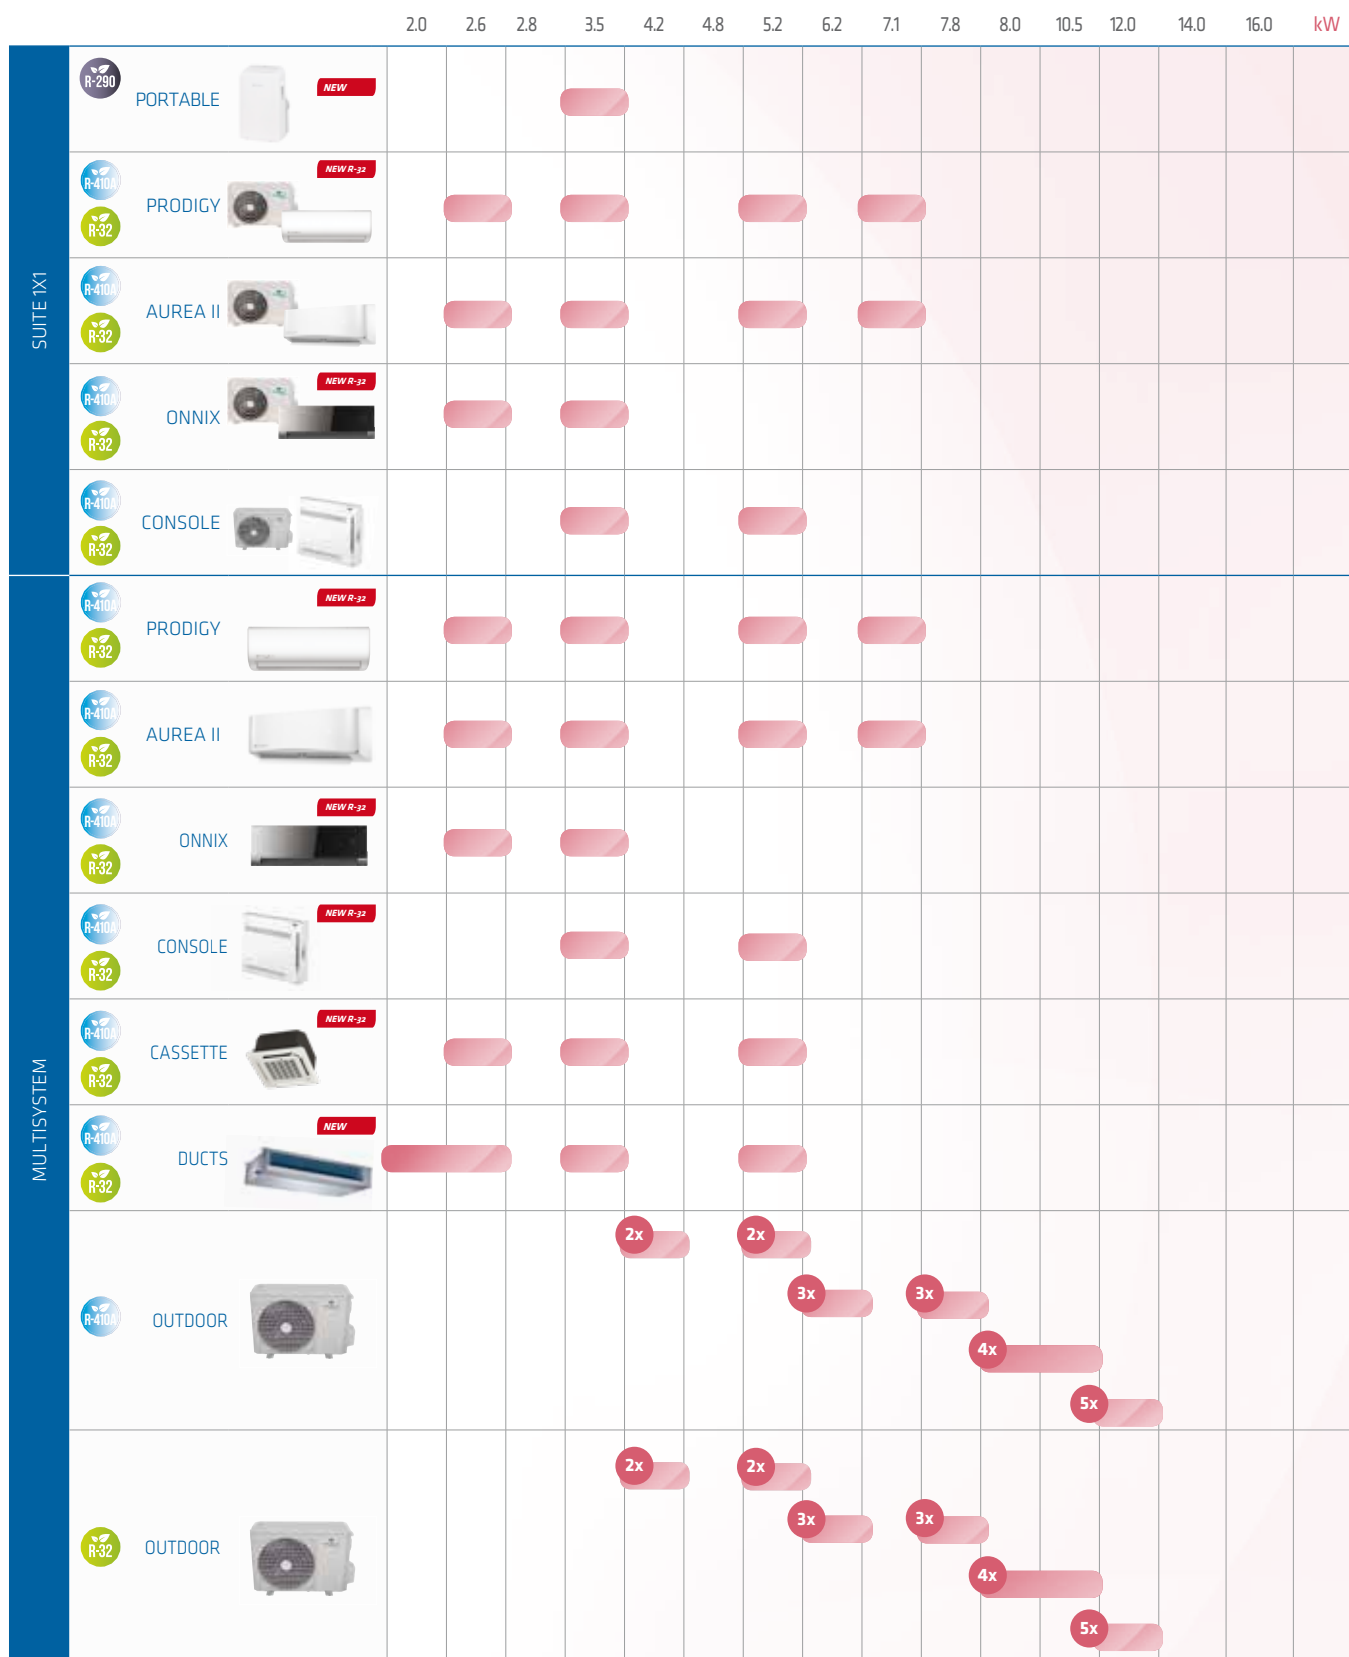 2.0 2.6 2.8 3.5 4.2 4.8 5.2 6.2 7.1 7.8 8.0 10.5 12.0 14.0 16.0 kW
SUITE 1X1
R-290
PORTABLE
NEW
R-410A
R-32
PRODIGY
NEW R-32
R-410A
R-32
AUREA II
R-410A
R-32
ONNIX
NEW R-32
R-410A
R-32
CONSOLE
MULTISYSTEM
R-410A
R-32
PRODIGY
NEW R-32
R-410A
R-32
AUREA II
R-410A
R-32
ONNIX
NEW R-32
R-410A
R-32
CONSOLE
NEW R-32
R-410A
R-32
CASSETTE
NEW R-32
R-410A
R-32
DUCTS
NEW
R-410A
OUTDOOR
2x 2x
3x 3x
4x
5x
R-32
OUTDOOR
2x 2x
3x 3x
4x
5x